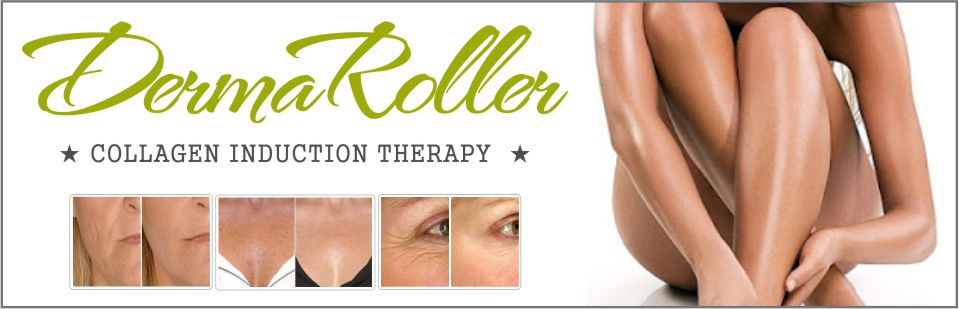 DermaRoller
★ COLLAGEN INDUCTION THERAPY ★